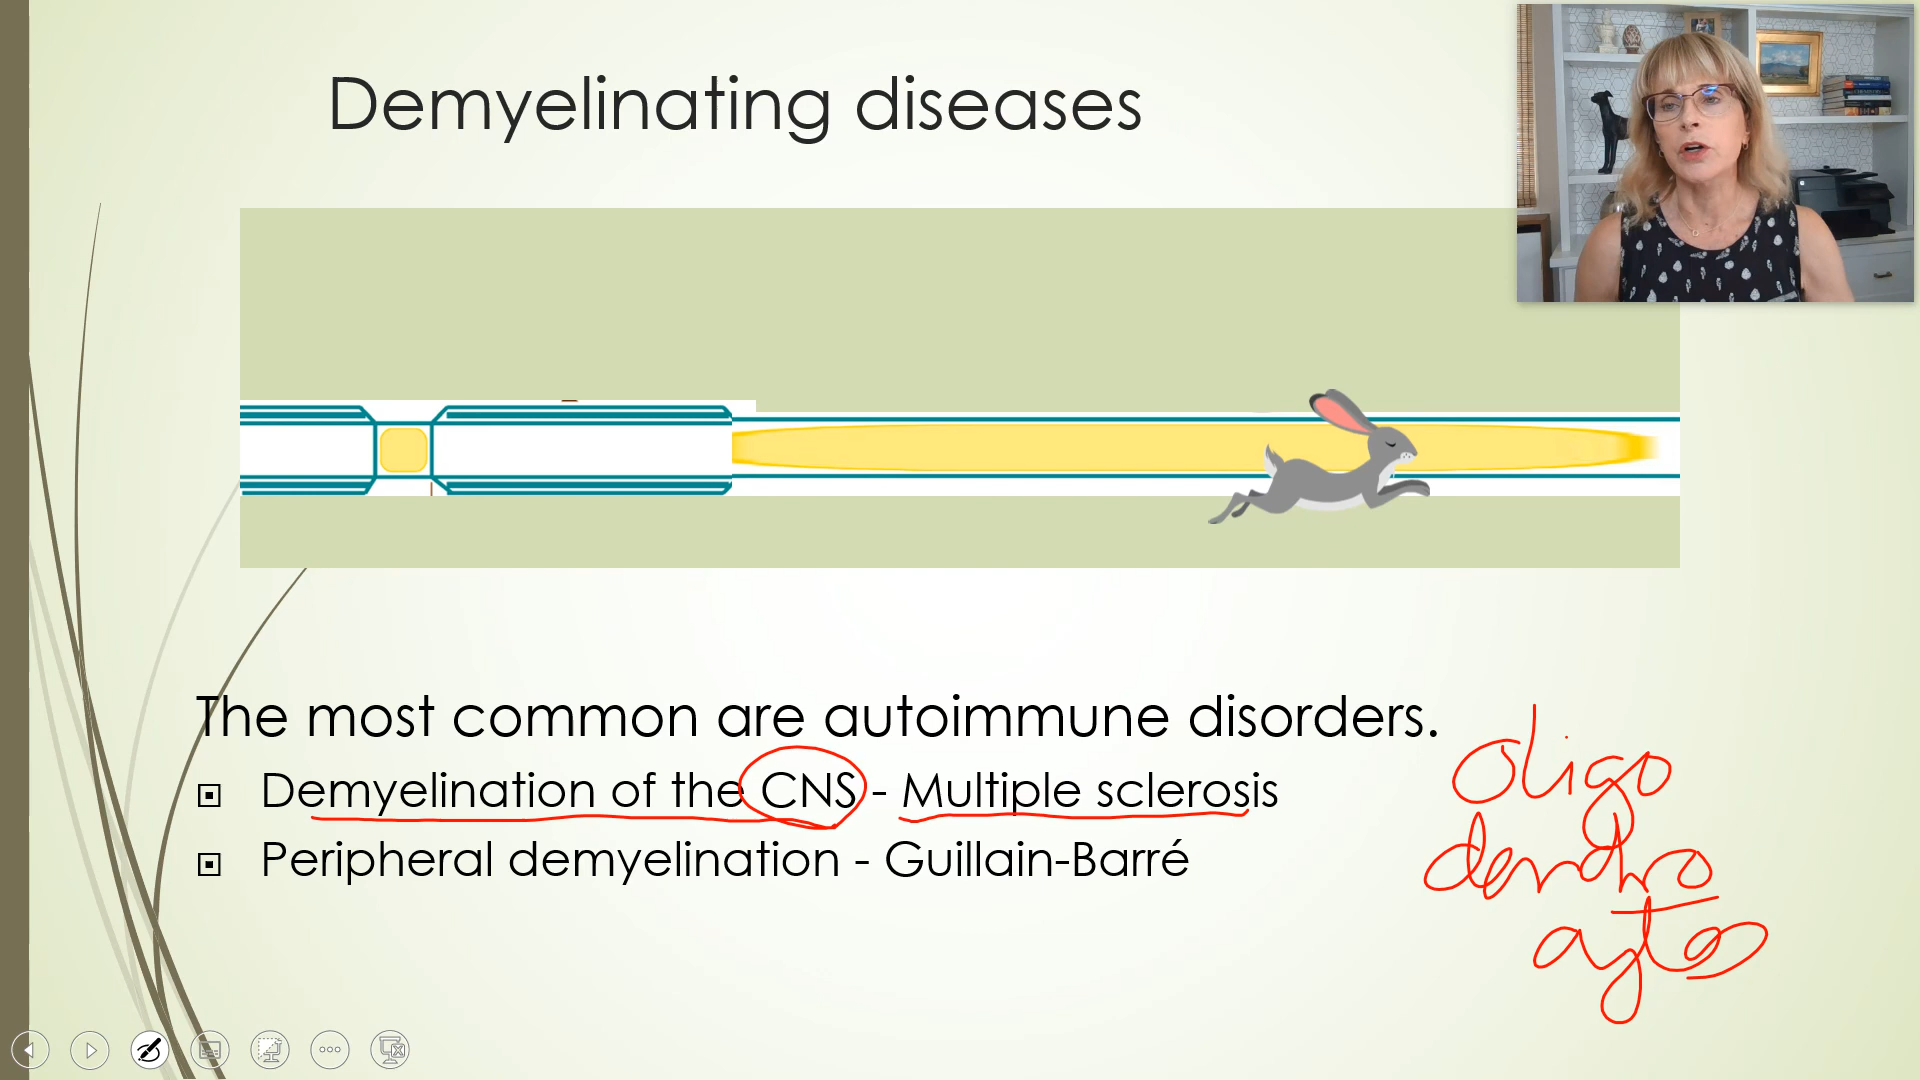 Demyelinating diseases
The most common are autoimmune disorders.
Demyelination of the CNS - Multiple sclerosis
Peripheral demyelination - Guillain-Barré
oligo
dendro
cytes